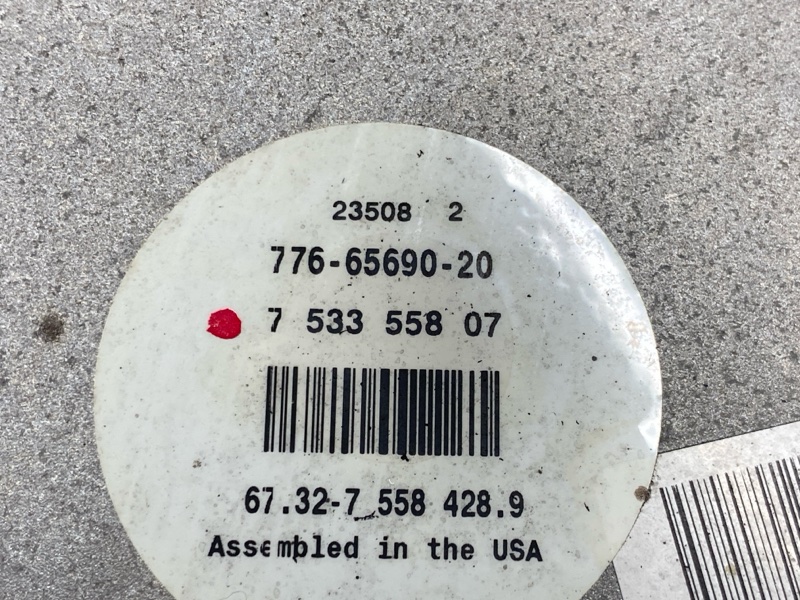 23508 2
776-65690-20
7 533 558 07
67.32-7 558 428.9
Assembled in the USA